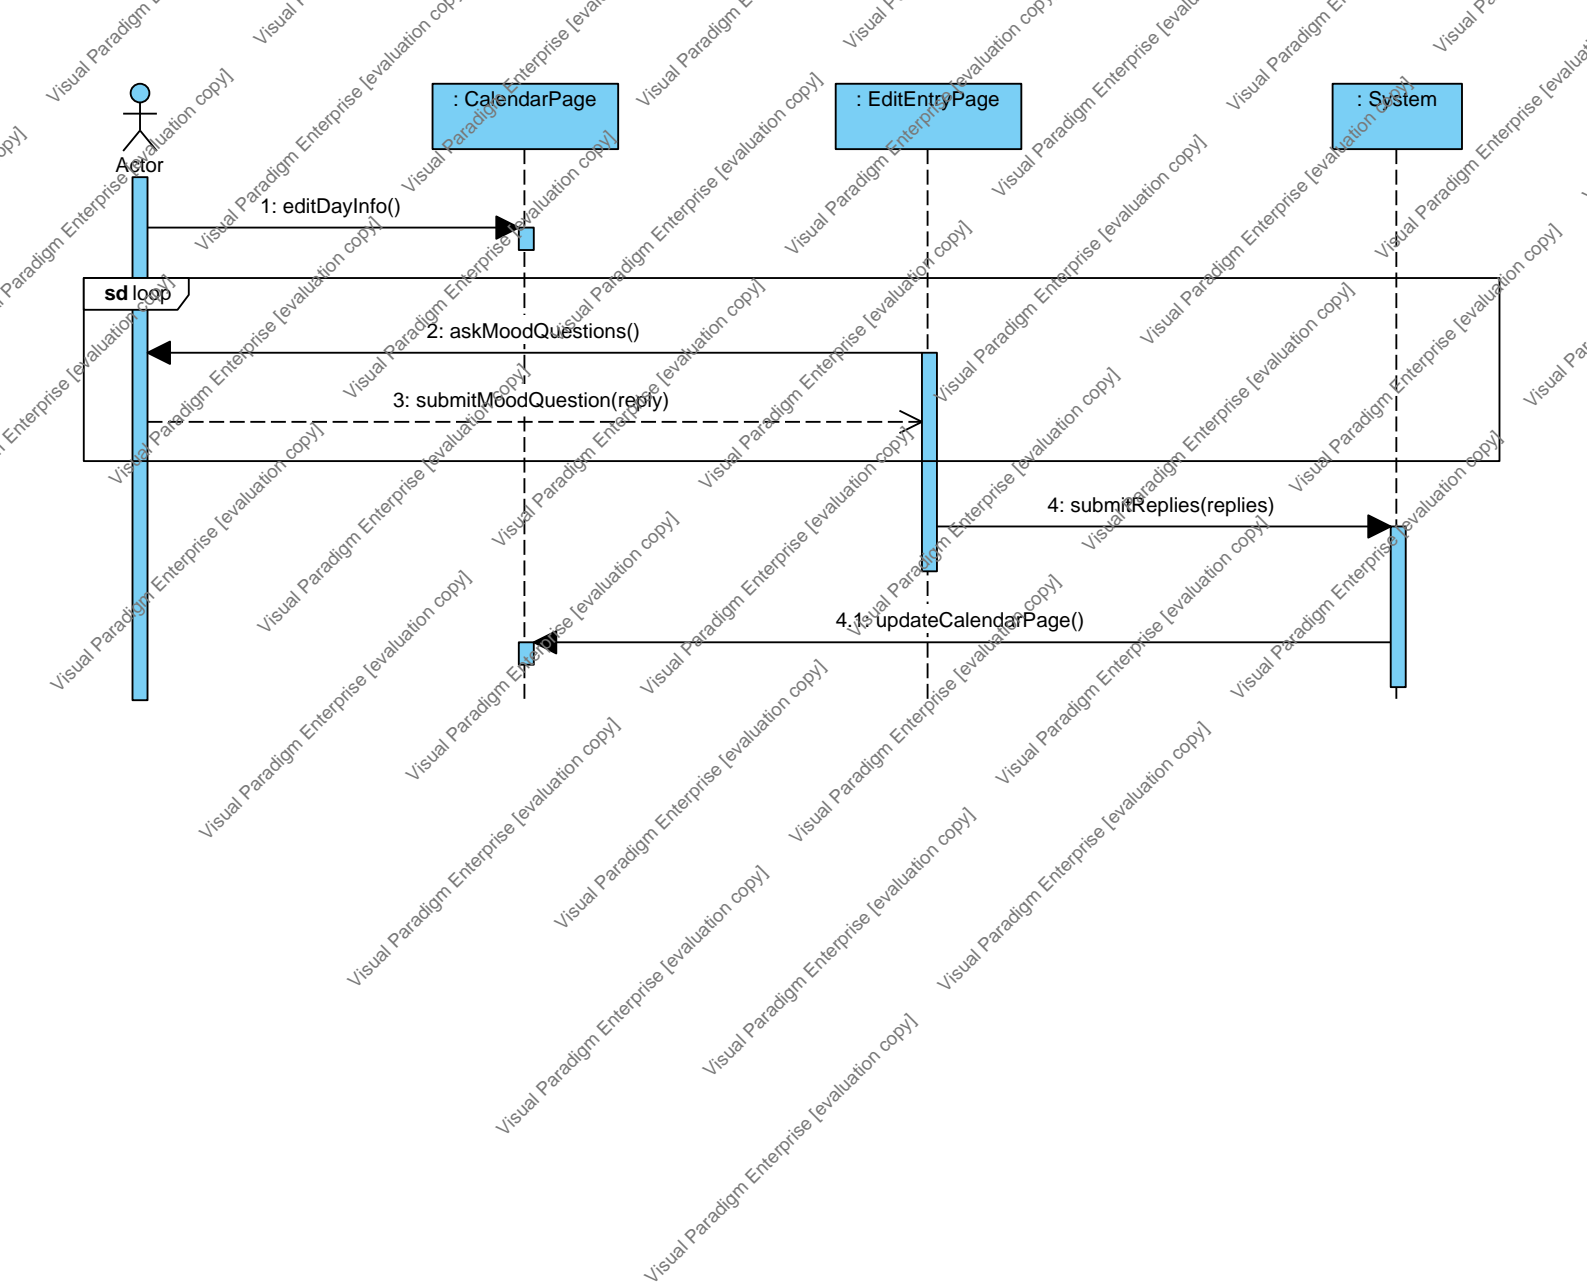 : CalendarPage
: EditEntryPage
: System
Actor
1: editDayInfo()
sd loop
2: askMoodQuestions()
3: submitMoodQuestion(reply)
4: submitReplies(replies)
4.1: updateCalendarPage()
Visual Paradigm Enterprise [evaluation copy]